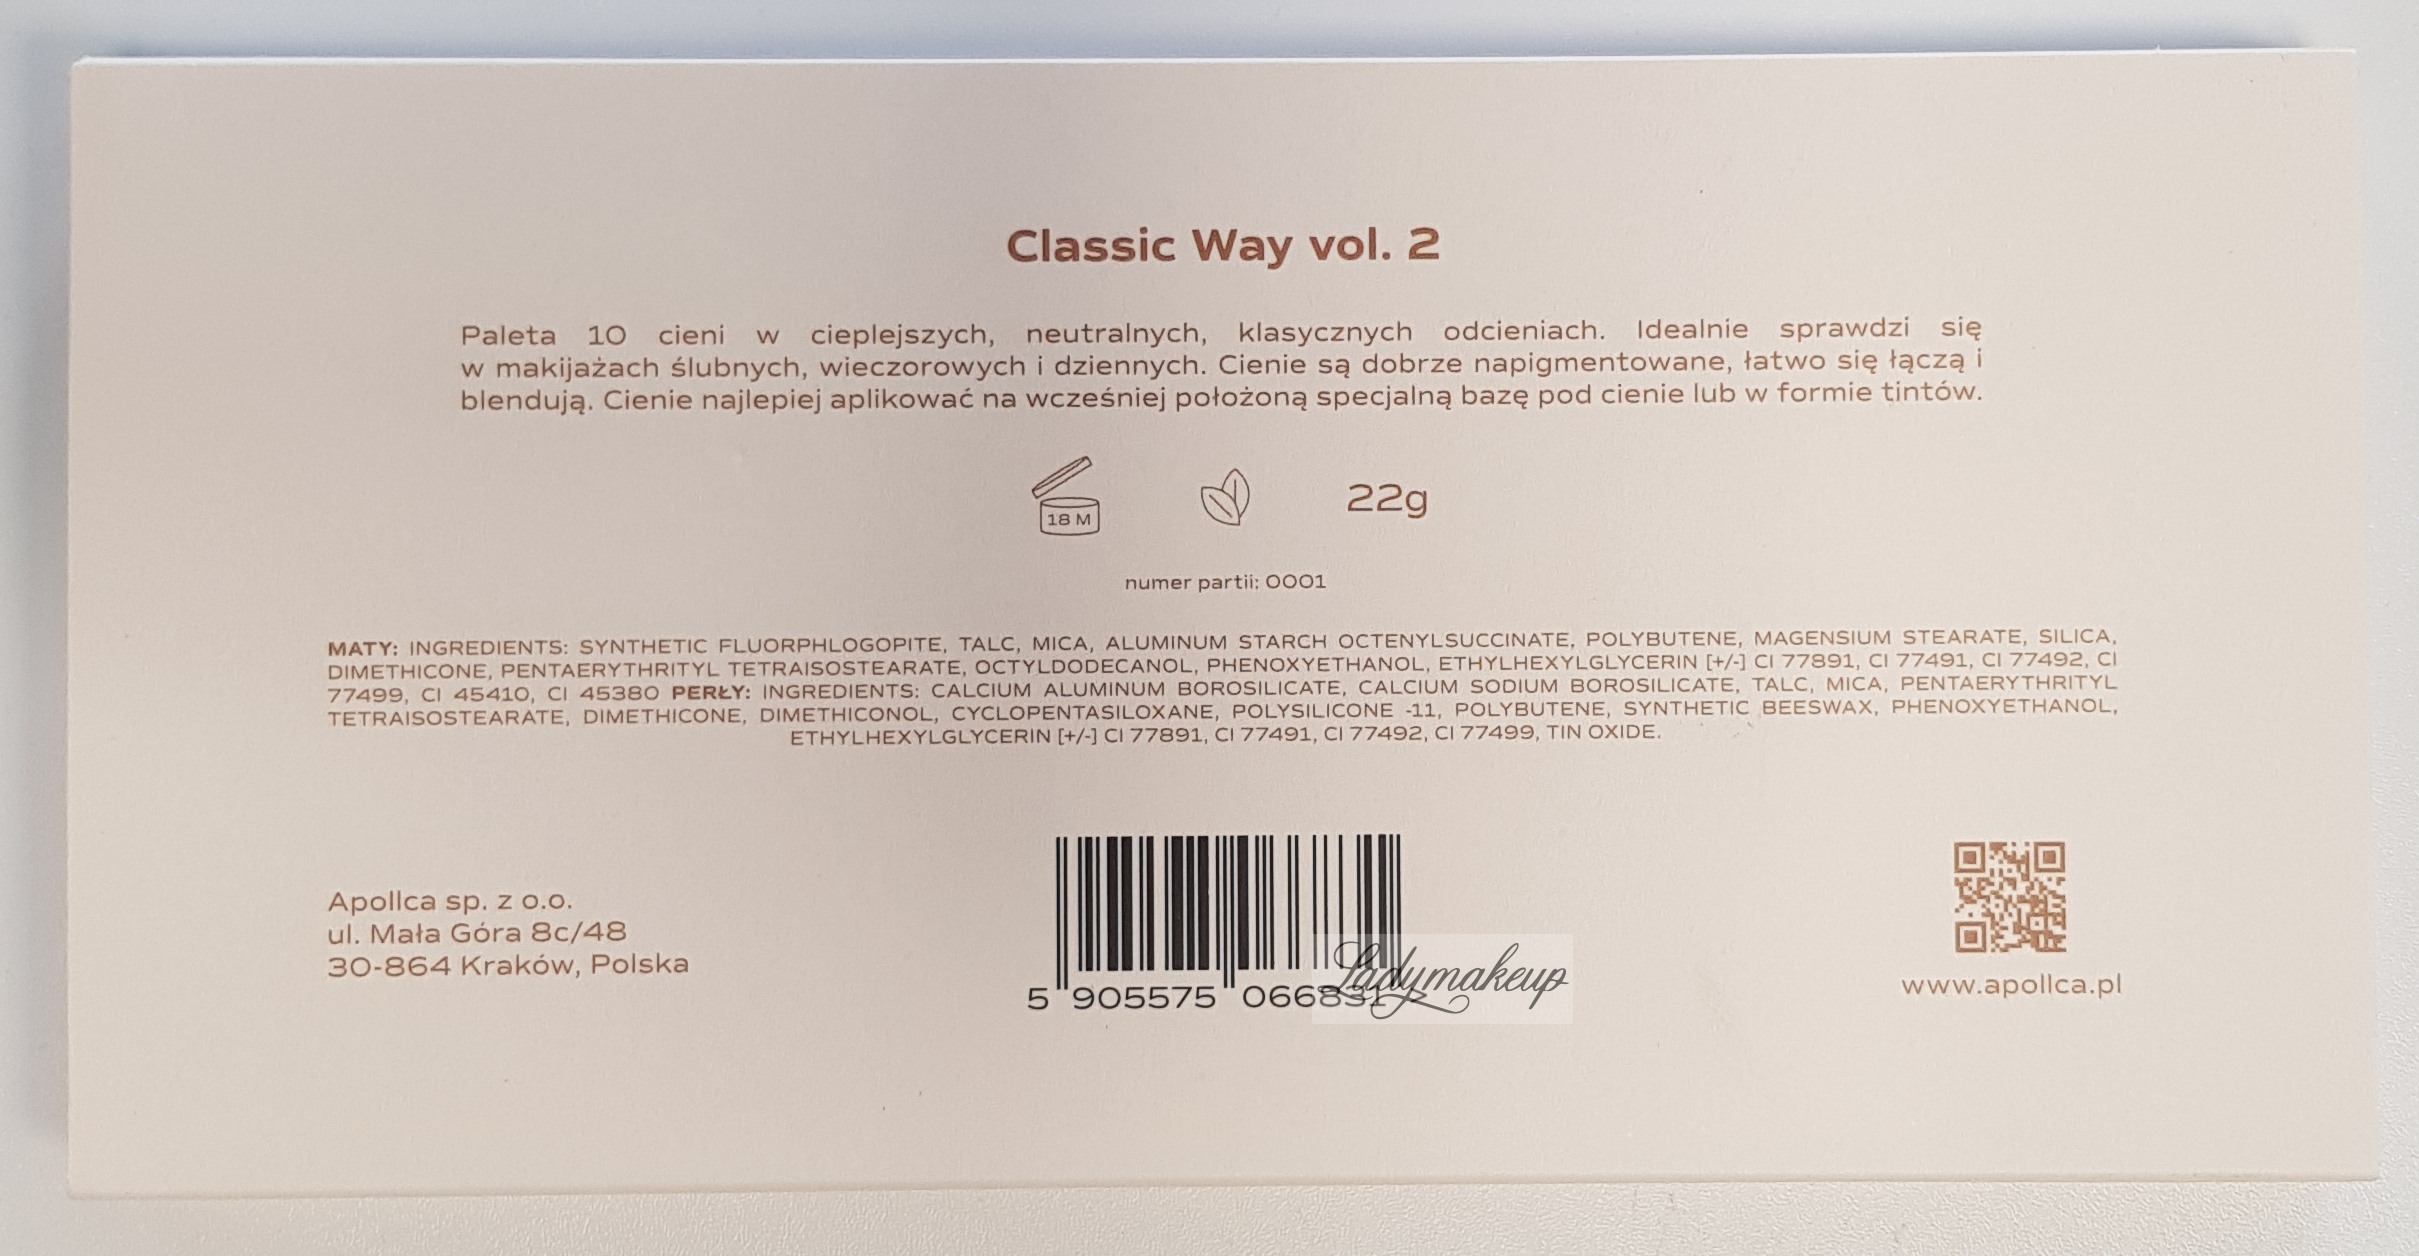 Classic Way vol. 2
Paleta 10 cieni w cieplejszych, neutralnych, klasycznych odcieniach. Idealnie sprawdzi się
w makijażach ślubnych, wieczorowych i dziennych. Cienie są dobrze napigmentowane, łatwo się łączą i
blendują. Cienie najlepiej aplikować na wcześniej położoną specjalną bazę pod cienie lub w formie tintów.
18 M
22g
numer partii: 0001
MATY: INGREDIENTS: SYNTHETIC FLUORPHLOGOPITE, TALC, MICA, ALUMINUM STARCH OCTENYLSUCCINATE, POLYBUTENE, MAGENSIUM STEARATE, SILICA,
DIMETHICONE, PENTAERYTHRITYL TETRAISOSTEARATE, OCTYLDODECANOL, PHENOXYETHANOL, ETHYLHEXYLGLYCERIN [+/-] CI 77891, CI 77491, CI 77492, CI
77499, CI 45410, CI 45380 PERŁY: INGREDIENTS: CALCIUM ALUMINUM BOROSILICATE, CALCIUM SODIUM BOROSILICATE, TALC, MICA, PENTAERYTHRITYL
TETRAISOSTEARATE, DIMETHICONE, DIMETHICONOL, CYCLOPENTASILOXANE, POLYSILICONE -11, POLYBUTENE, SYNTHETIC BEESWAX, PHENOXYETHANOL,
ETHYLHEXYLGLYCERIN [+/-] CI 77891, CI 77491, CI 77492, CI 77499, TIN OXIDE.
Apollca sp. z o.o.
ul. Mała Góra 8c/48
30-864 Kraków, Polska
5 905575 066831 >
Ladymakeup
www.apollca.pl